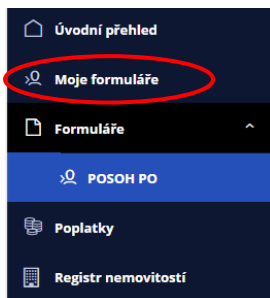 Úvodní přehled
Moje formuláře
Formuláře
POSOH PO
Poplatky
Registr nemovitostí